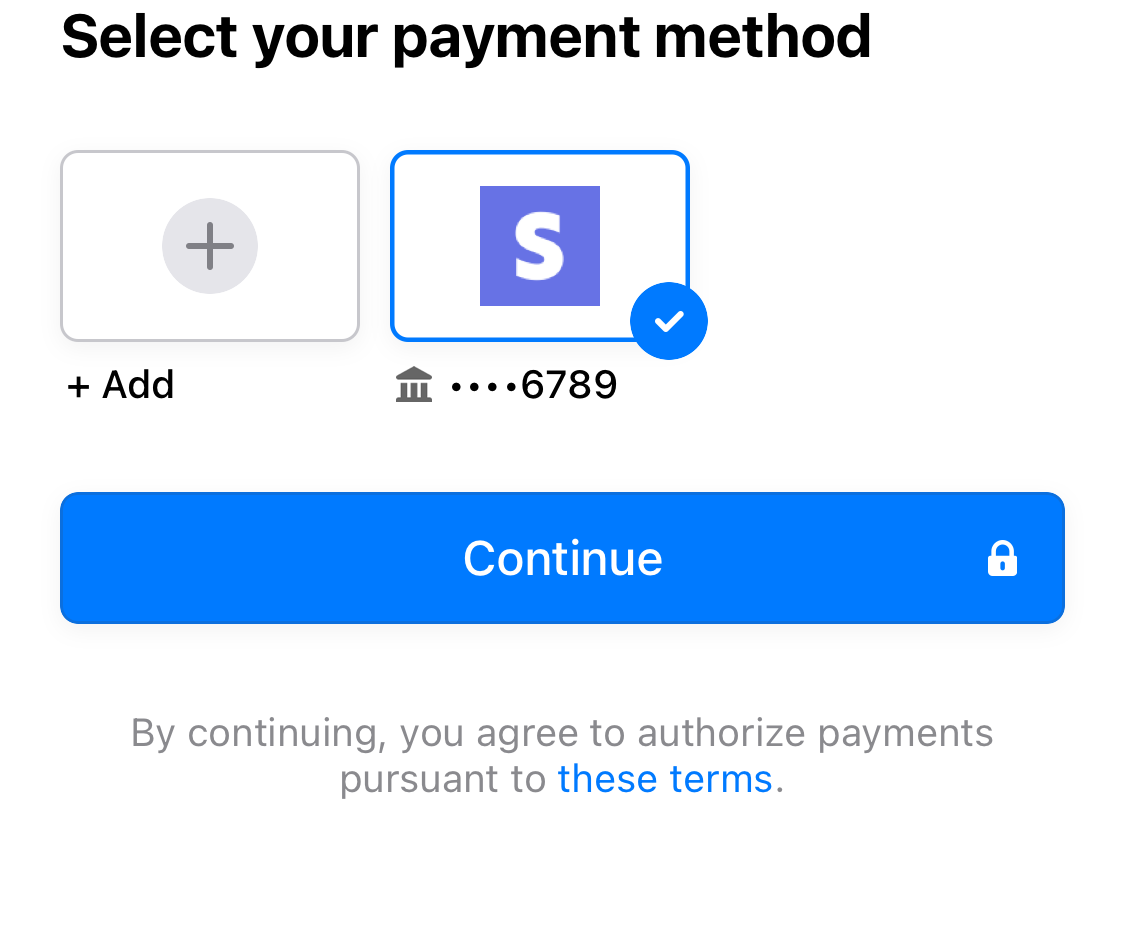 Select your payment method
S
+ Add
••••6789
Continue
By continuing, you agree to authorize payments
pursuant to these terms.